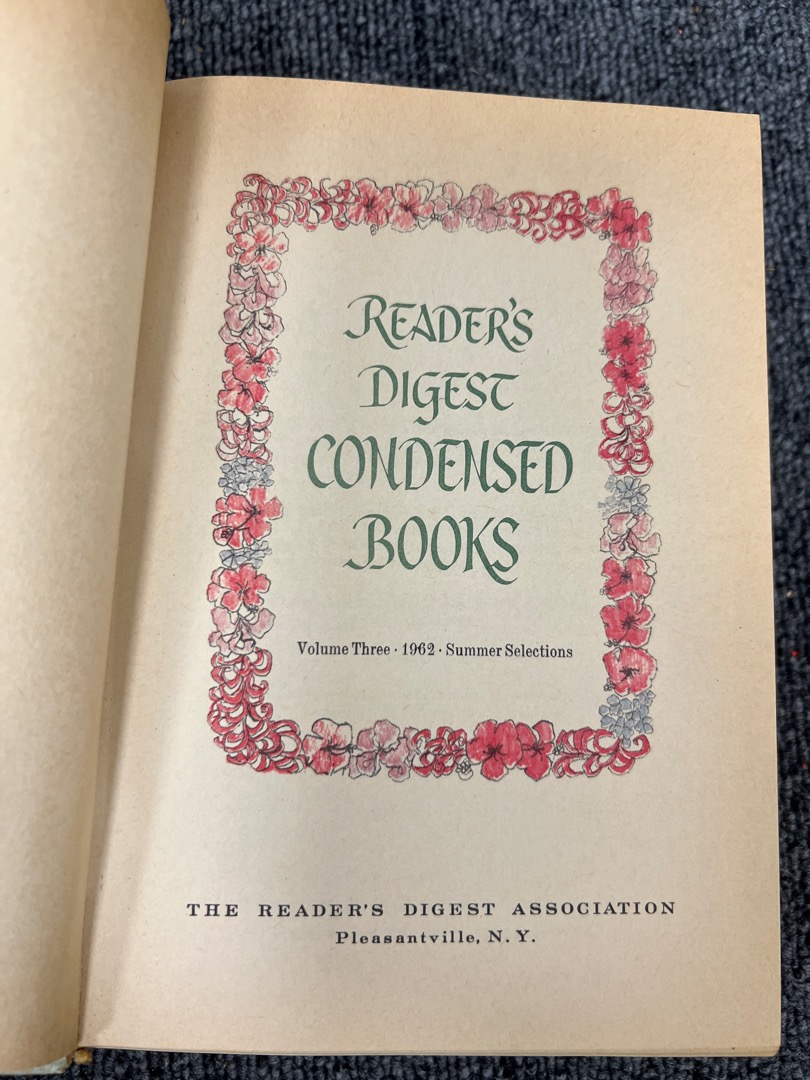 READER'S
DIGEST
CONDENSED
BOOKS
Volume Three · 1962 · Summer Selections
THE READER'S DIGEST ASSOCIATION
Pleasantville, N. Y.